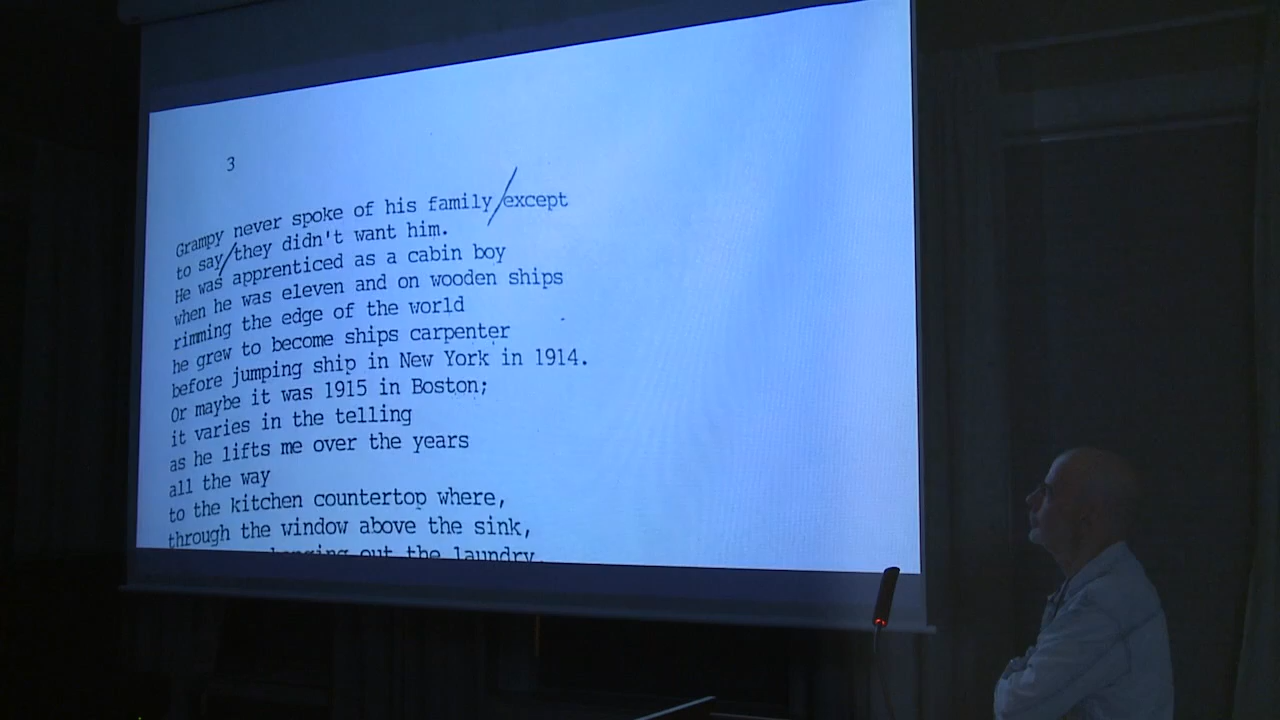 3
Grampy never spoke of his family/except
to say/they didn't want him.
He was apprenticed as a cabin boy
when he was eleven and on wooden ships
rimming the edge of the world
he grew to become ships carpenter
before jumping ship in New York in 1914.
Or maybe it was 1915 in Boston;
it varies in the telling
as he lifts me over the years
all the way
to the kitchen countertop where,
through the window above the sink,
hanging out the laundry